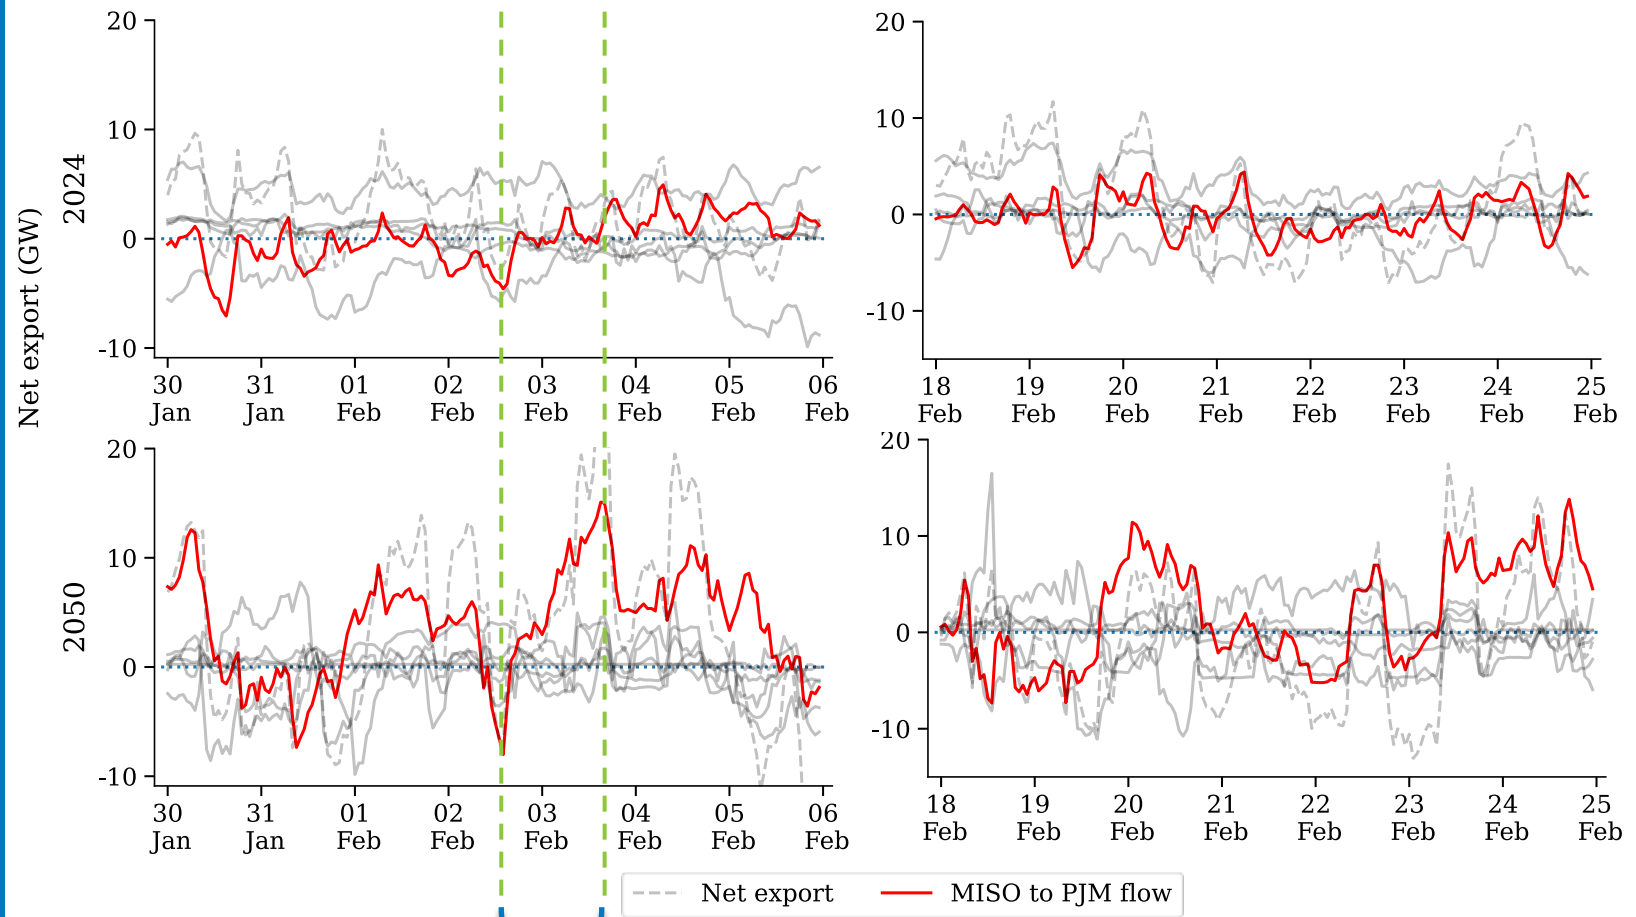 Net export (GW)
2024
20
10
0
-10
30 Jan
31 Jan
01 Feb
02 Feb
03 Feb
04 Feb
05 Feb
06 Feb
20
10
0
-10
18 Feb
19 Feb
20 Feb
21 Feb
22 Feb
23 Feb
24 Feb
25 Feb
2050
20
10
0
-10
30 Jan
31 Jan
01 Feb
02 Feb
03 Feb
04 Feb
05 Feb
06 Feb
20
10
0
-10
18 Feb
19 Feb
20 Feb
21 Feb
22 Feb
23 Feb
24 Feb
25 Feb
Net export
MISO to PJM flow